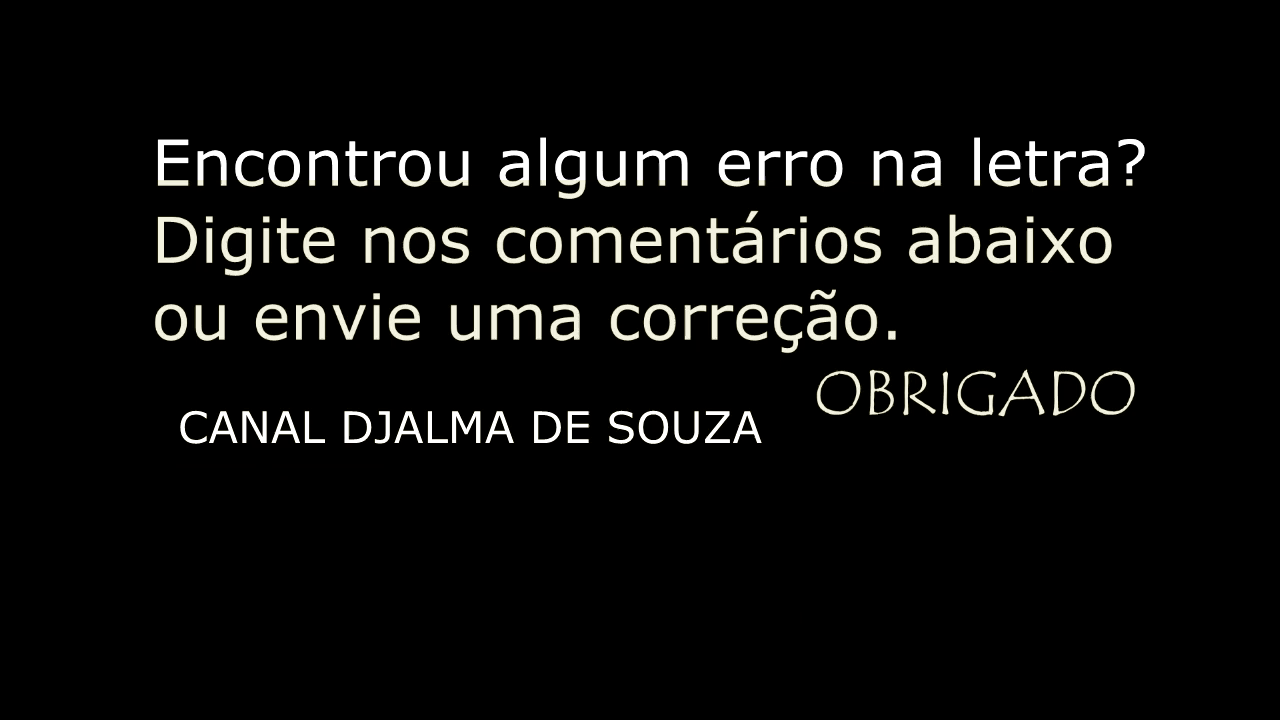 Encontrou algum erro na letra?
Digite nos comentários abaixo
ou envie uma correção.
OBRIGADO
CANAL DJALMA DE SOUZA